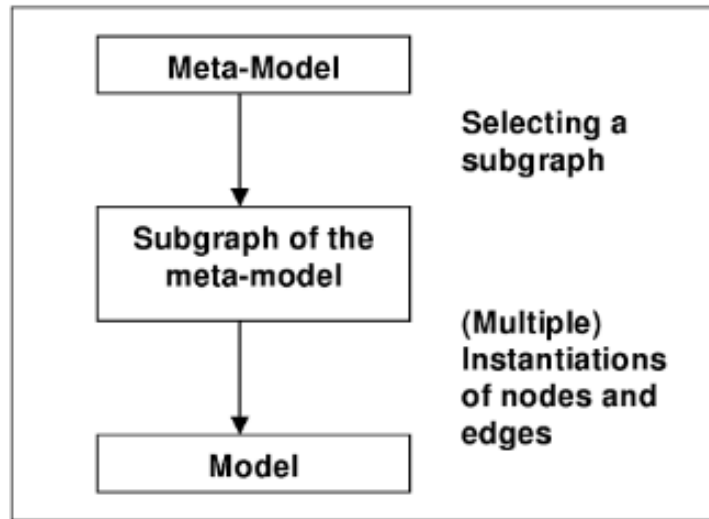 Meta-Model
Selecting a
subgraph
Subgraph of the
meta-model
(Multiple)
Instantiations
of nodes and
edges
Model